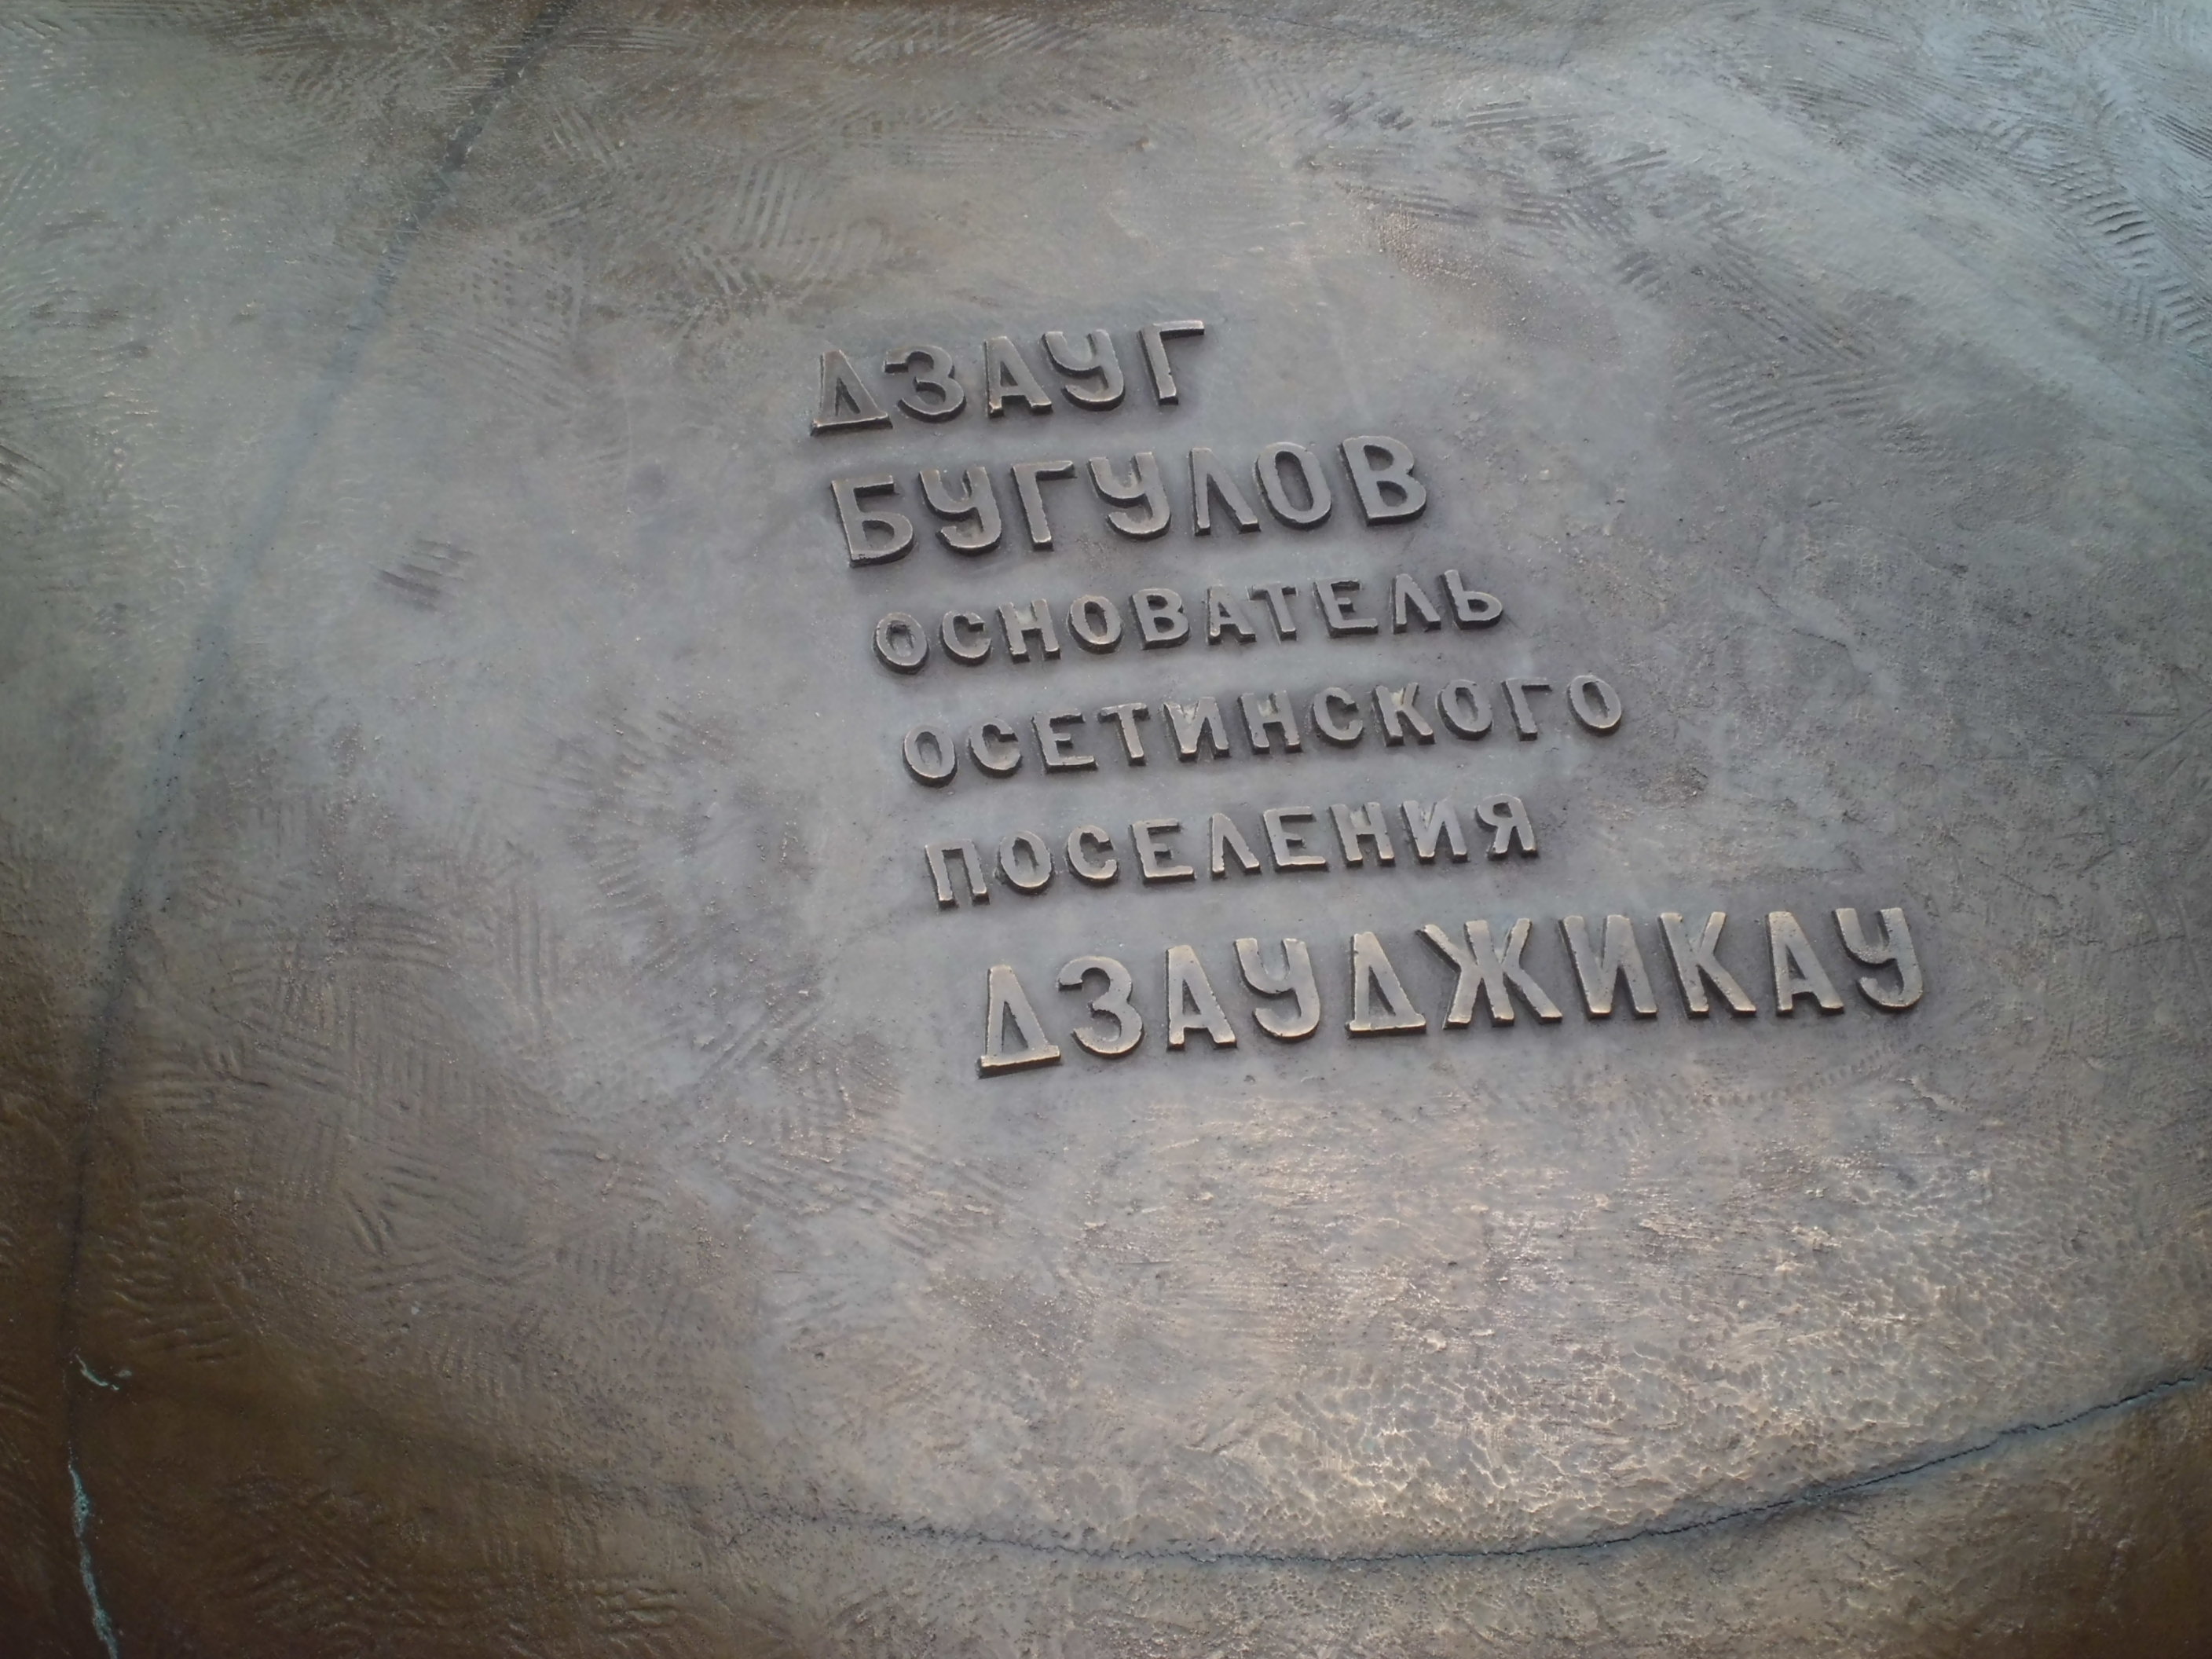 ДЗАУГ
БУГУЛОВ
ОСНОВАТЕЛЬ
ОСЕТИНСКОГО
ПОСЕЛЕНИЯ
ДЗАУДЖИКАУ